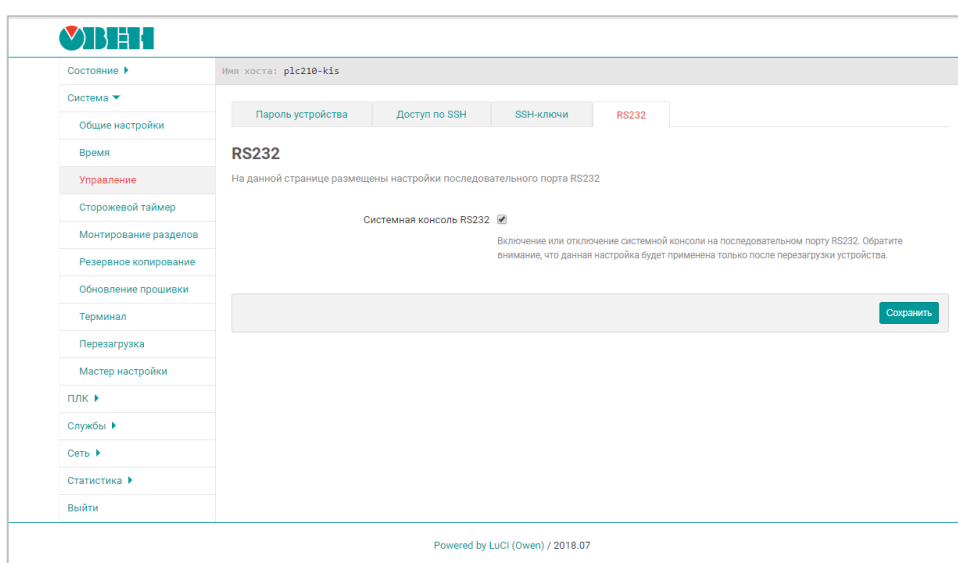 ОВЕН
Состояние
Имя хоста: plc210-kis
Система
Пароль устройства Доступ по SSH SSH-ключи RS232
Общие настройки
Время
RS232
Управление
На данной странице размещены настройки последовательного порта RS232
Сторожевой таймер
Системная консоль RS232
Монтирование разделов
Включение или отключение системной консоли на последовательном порту RS232. Обратите
внимание, что данная настройка будет применена только после перезагрузки устройства.
Резервное копирование
Обновление прошивки
Терминал
Сохранить
Перезагрузка
Мастер настройки
ПЛК
Службы
Сеть
Статистика
Выйти
Powered by LuCI (Owen) / 2018.07